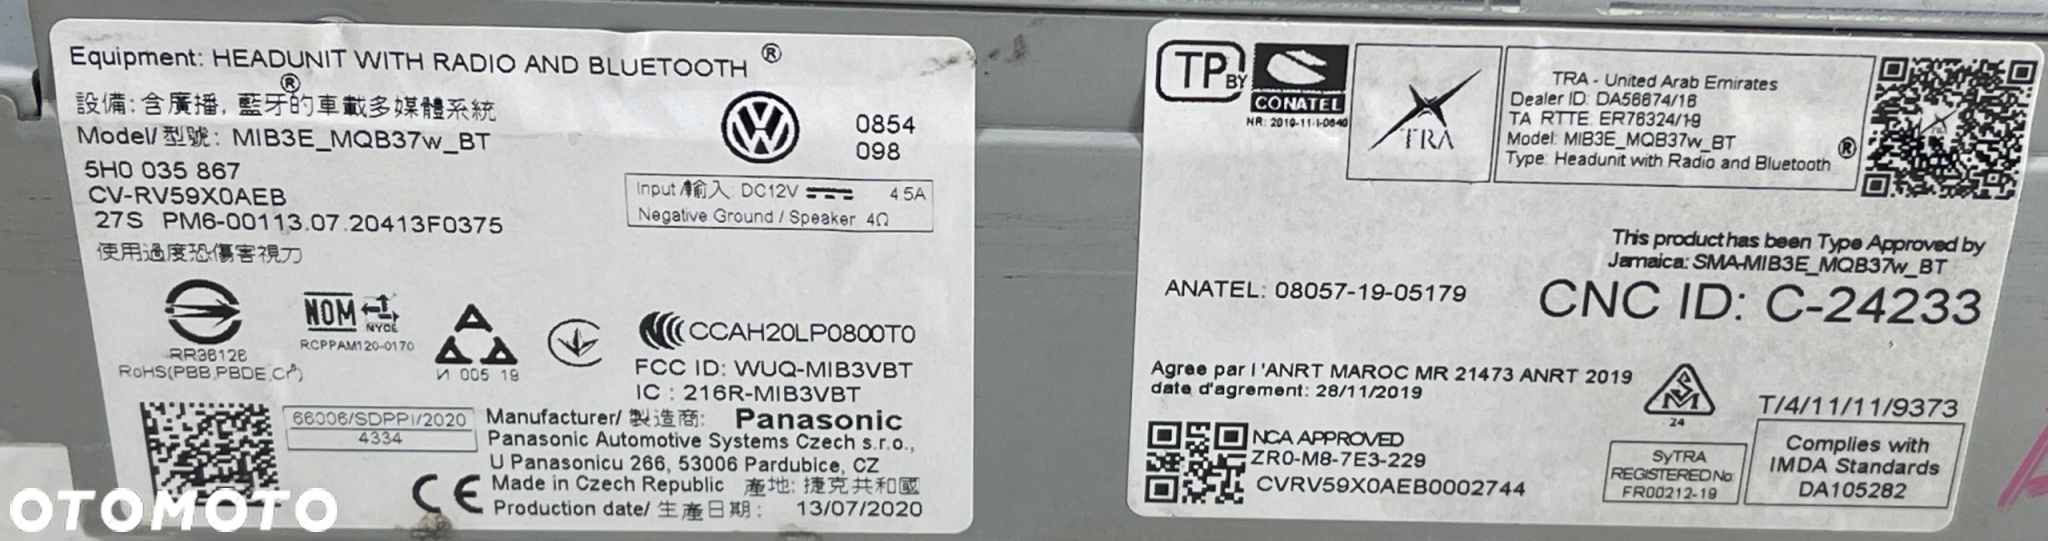 Equipment: HEADUNIT WITH RADIO AND BLUETOOTH ®
設備: 含廣播, 藍牙®的車載多媒體系統
Model/型號: MIB3E_MQB37w_BT
5H0 035 867
CV-RV59X0AEB
27S PM6-00113.07.20413F0375
使用過度恐傷害視力
0854
098
Input/輸入: DC12V 4.5A
Negative Ground / Speaker 4Ω
RR36126
RoHS(PBB,PBDE,Cr⁶)
NOM
NYCE
RCPPAM120-0170
И 005 19
CCAH20LP0800T0
FCC ID: WUQ-MIB3VBT
IC : 216R-MIB3VBT
66006/SDPPI/2020
4334
Manufacturer/ 製造商: Panasonic
Panasonic Automotive Systems Czech s.r.o.,
U Panasonicu 266, 53006 Pardubice, CZ
Made in Czech Republic 產地: 捷克共和國
Production date/ 生產日期: 13/07/2020
CE
OTOMOTO
TP BY
CONATEL
NR: 2019-11-I-0640
TRA
TRA - United Arab Emirates
Dealer ID: DA56674/16
TA RTTE: ER76324/19
Model: MIB3E_MQB37w_BT
Type: Headunit with Radio and Bluetooth ®
This product has been Type Approved by
Jamaica: SMA-MIB3E_MQB37w_BT
ANATEL: 08057-19-05179
CNC ID: C-24233
Agree par l 'ANRT MAROC MR 21473 ANRT 2019
date d'agrement: 28/11/2019
24
T/4/11/11/9373
NCA APPROVED
ZRO-M8-7E3-229
CVRV59X0AEB0002744
SyTRA
REGISTERED No:
FR00212-19
Complies with
IMDA Standards
DA105282